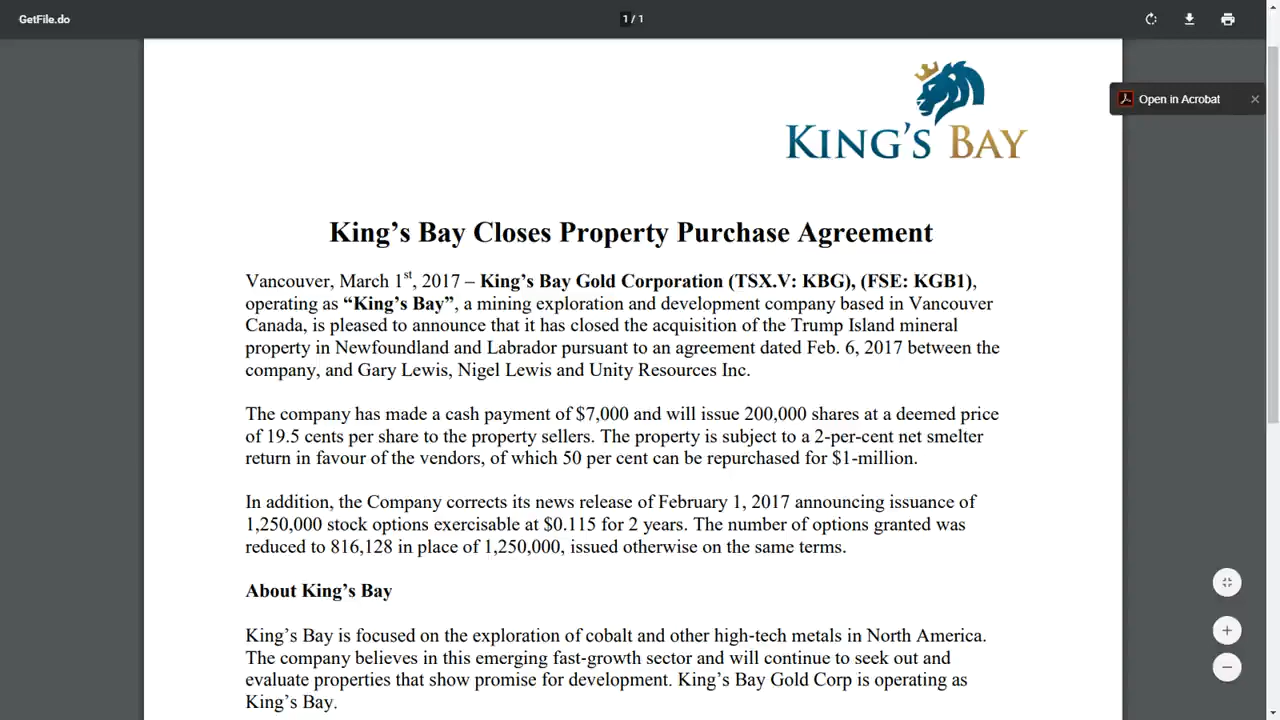 GetFile.do
1 / 1
Open in Acrobat
KING'S BAY
King's Bay Closes Property Purchase Agreement
Vancouver, March 1st, 2017 – King's Bay Gold Corporation (TSX.V: KBG), (FSE: KGB1),
operating as “King's Bay”, a mining exploration and development company based in Vancouver
Canada, is pleased to announce that it has closed the acquisition of the Trump Island mineral
property in Newfoundland and Labrador pursuant to an agreement dated Feb. 6, 2017 between the
company, and Gary Lewis, Nigel Lewis and Unity Resources Inc.
The company has made a cash payment of $7,000 and will issue 200,000 shares at a deemed price
of 19.5 cents per share to the property sellers. The property is subject to a 2-per-cent net smelter
return in favour of the vendors, of which 50 per cent can be repurchased for $1-million.
In addition, the Company corrects its news release of February 1, 2017 announcing issuance of
1,250,000 stock options exercisable at $0.115 for 2 years. The number of options granted was
reduced to 816,128 in place of 1,250,000, issued otherwise on the same terms.
About King's Bay
King's Bay is focused on the exploration of cobalt and other high-tech metals in North America.
The company believes in this emerging fast-growth sector and will continue to seek out and
evaluate properties that show promise for development. King's Bay Gold Corp is operating as
King's Bay.